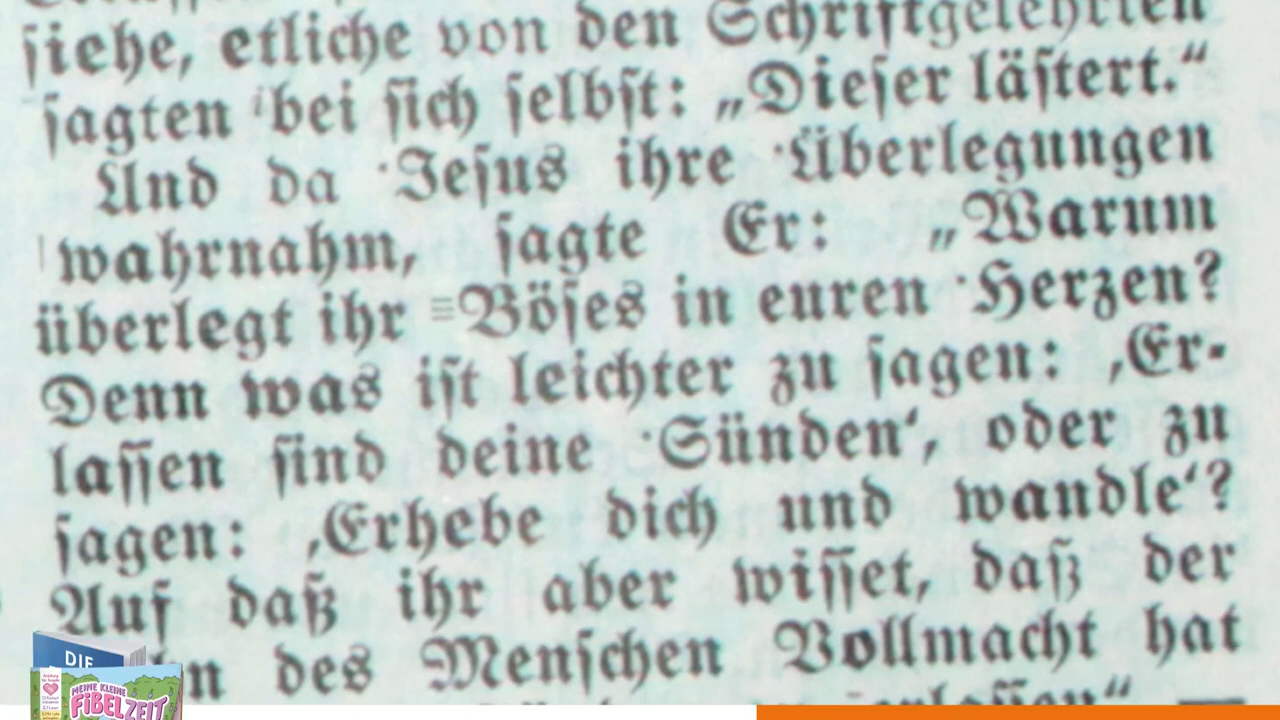 siehe, etliche von den Schriftgelehrten
sagten bei sich selbst: „Dieser lästert.“
Und da ·Jesus ihre ·Überlegungen
wahrnahm, sagte Er: „Warum
überlegt ihr ≡Böses in euren ·Herzen?
Denn was ist leichter zu sagen: ‚Er-
lassen sind deine ·Sünden‘, oder zu
sagen: ‚Erhebe dich und wandle‘?
Auf daß ihr aber wisset, daß der
des Menschen Vollmacht hat
DIE
MEINE KLEINE
FiBELZEIT